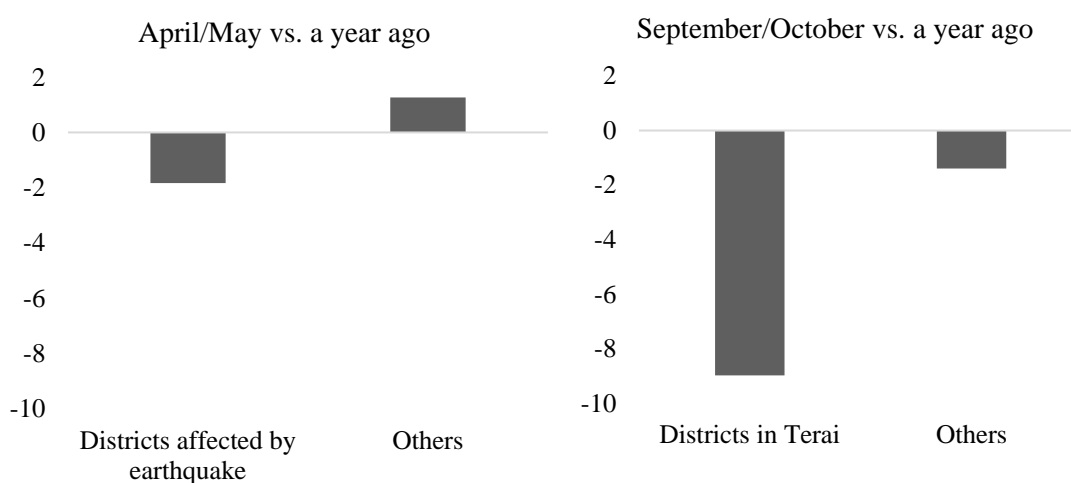 April/May vs. a year ago
2
0
-2
-4
-6
-8
-10
Districts affected by
earthquake
Others
September/October vs. a year ago
2
0
-2
-4
-6
-8
-10
Districts in Terai
Others